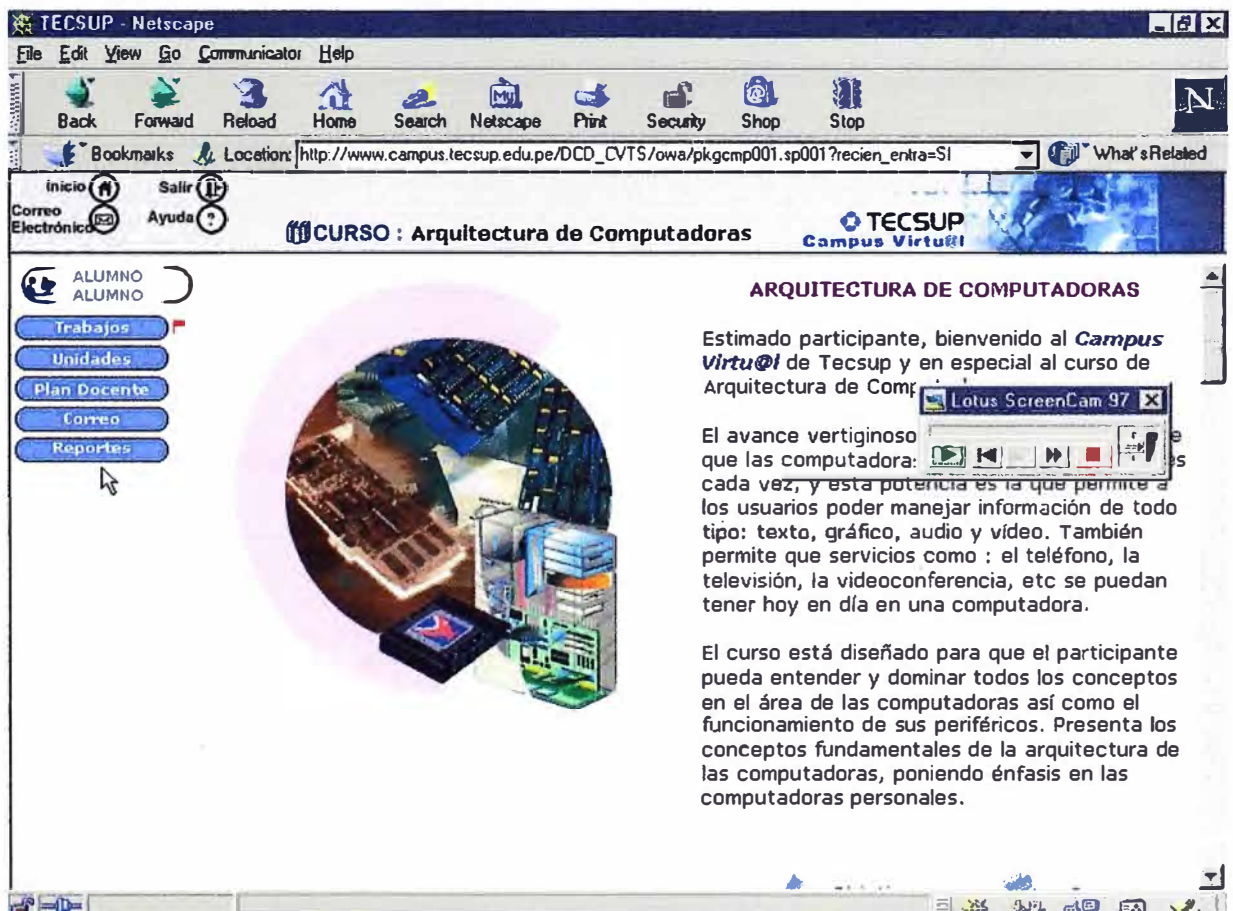 TECSUP - Netscape
File Edit View Go Communicator Help
Back Forward Reload Home Search Netscape Print Security Shop Stop
Bookmarks Location: http://www.campus.tecsup.edu.pe/DCD_CVTS/owa/pkgcmp001.sp001?recien_entra=SI What's Related
inicio Salir
Correo Electrónico Ayuda
CURSO : Arquitectura de Computadoras
TECSUP
Campus Virtu@l
ALUMNO
ALUMNO
Trabajos
Unidades
Plan Docente
Correo
Reportes
ARQUITECTURA DE COMPUTADORAS
Estimado participante, bienvenido al Campus
Virtu@l de Tecsup y en especial al curso de
Arquitectura de
Lotus ScreenCam 97
El avance vertiginoso
que las
cada vez, y esta potencia es la que permite a
los usuarios poder manejar información de todo
tipo: texto, gráfico, audio y vídeo. También
permite que servicios como : el teléfono, la
televisión, la videoconferencia, etc se puedan
tener hoy en día en una computadora.
El curso está diseñado para que el participante
pueda entender y dominar todos los conceptos
en el área de las computadoras así como el
funcionamiento de sus periféricos. Presenta los
conceptos fundamentales de la arquitectura de
las computadoras, poniendo énfasis en las
computadoras personales.